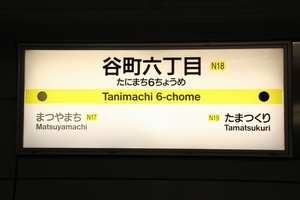 谷町六丁目 N18
たにまち6ちょうめ
Tanimachi 6-chome
まつやまち N17 N19 たまつくり
Matsuyamachi Tamatsukuri